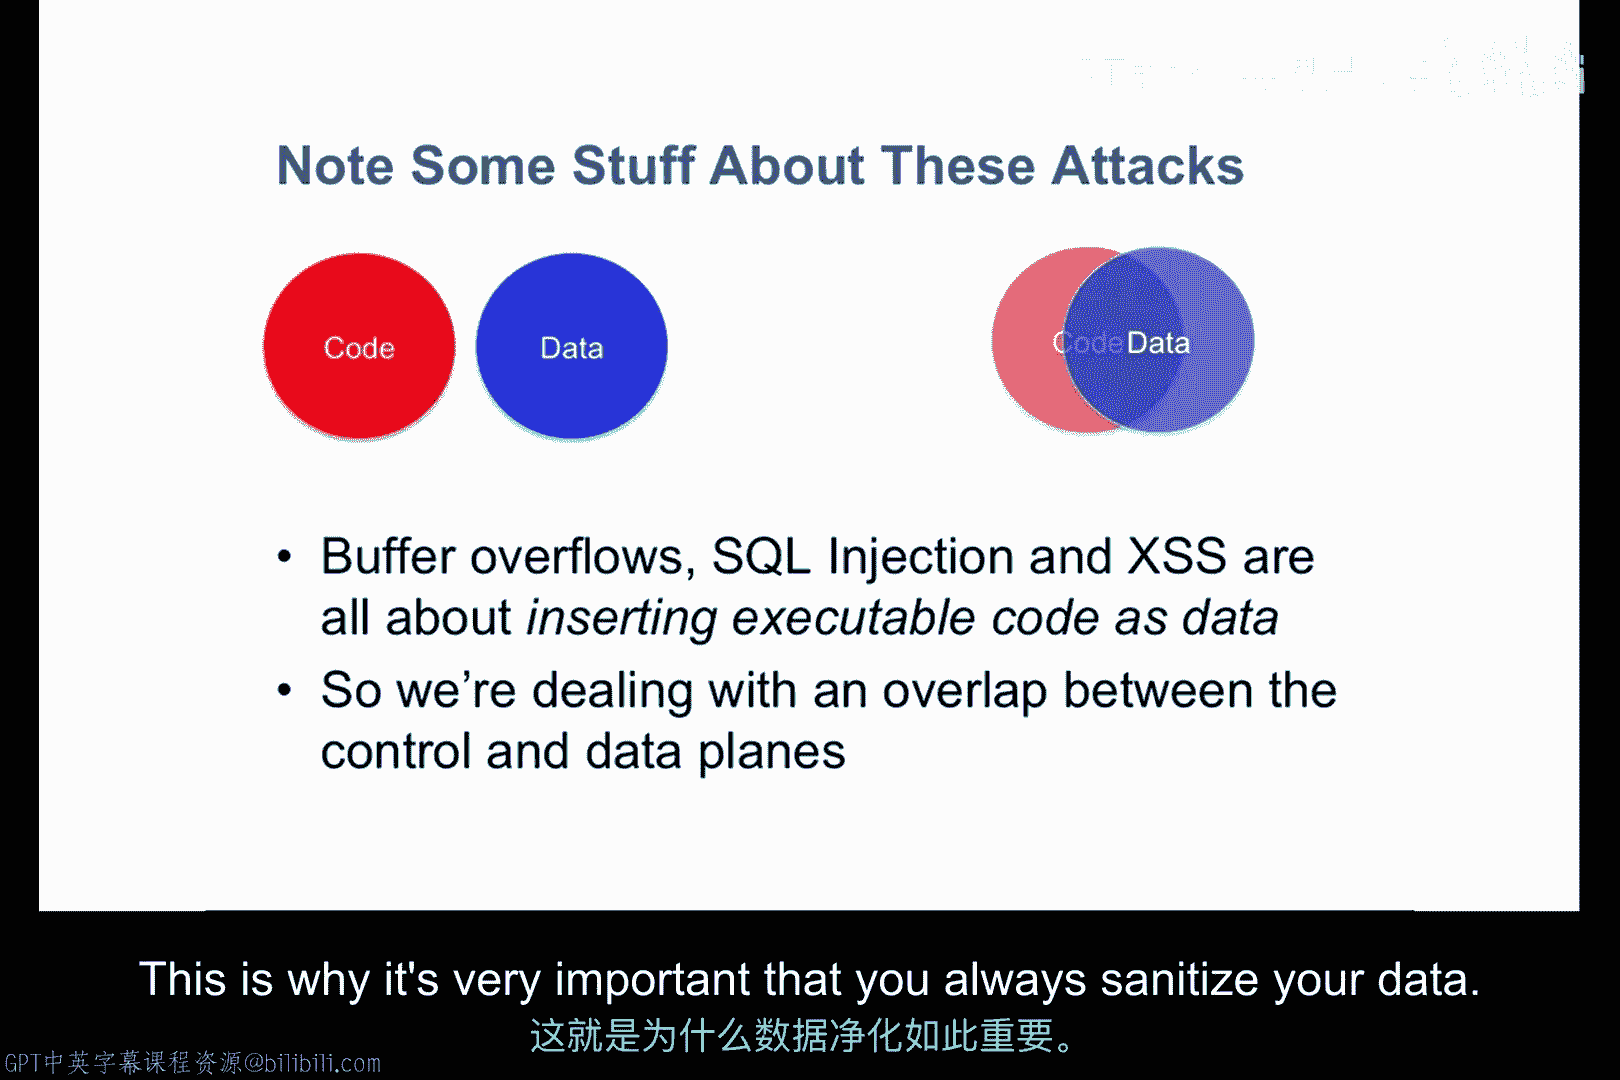 Note Some Stuff About These Attacks
Code
Data
Code
Data
• Buffer overflows, SQL Injection and XSS are
all about inserting executable code as data
• So we’re dealing with an overlap between the
control and data planes
This is why it's very important that you always sanitize your data.
这就是为什么数据净化如此重要。
GPT中英字幕课程资源@bilibili.com